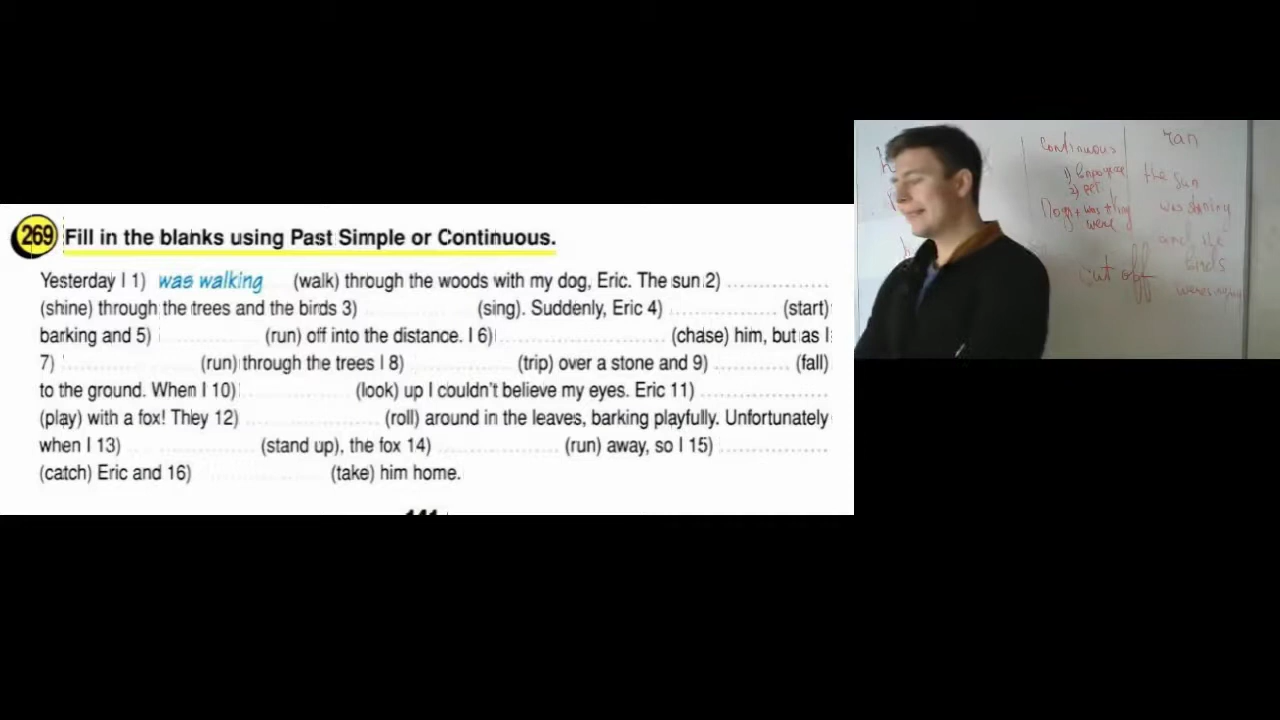 269 Fill in the blanks using Past Simple or Continuous.
Yesterday I 1) was walking (walk) through the woods with my dog, Eric. The sun 2) ....................
(shine) through the trees and the birds 3) .................... (sing). Suddenly, Eric 4) .................... (start)
barking and 5) .................... (run) off into the distance. I 6) .................... (chase) him, but as I
7) .................... (run) through the trees I 8) .................... (trip) over a stone and 9) .................... (fall)
to the ground. When I 10) .................... (look) up I couldn't believe my eyes. Eric 11) ....................
(play) with a fox! They 12) .................... (roll) around in the leaves, barking playfully. Unfortunately
when I 13) .................... (stand up), the fox 14) .................... (run) away, so I 15) ....................
(catch) Eric and 16) .................... (take) him home.
Continuous
1)
2)
were
cut off
ran
the sun
was shining
and the
birds